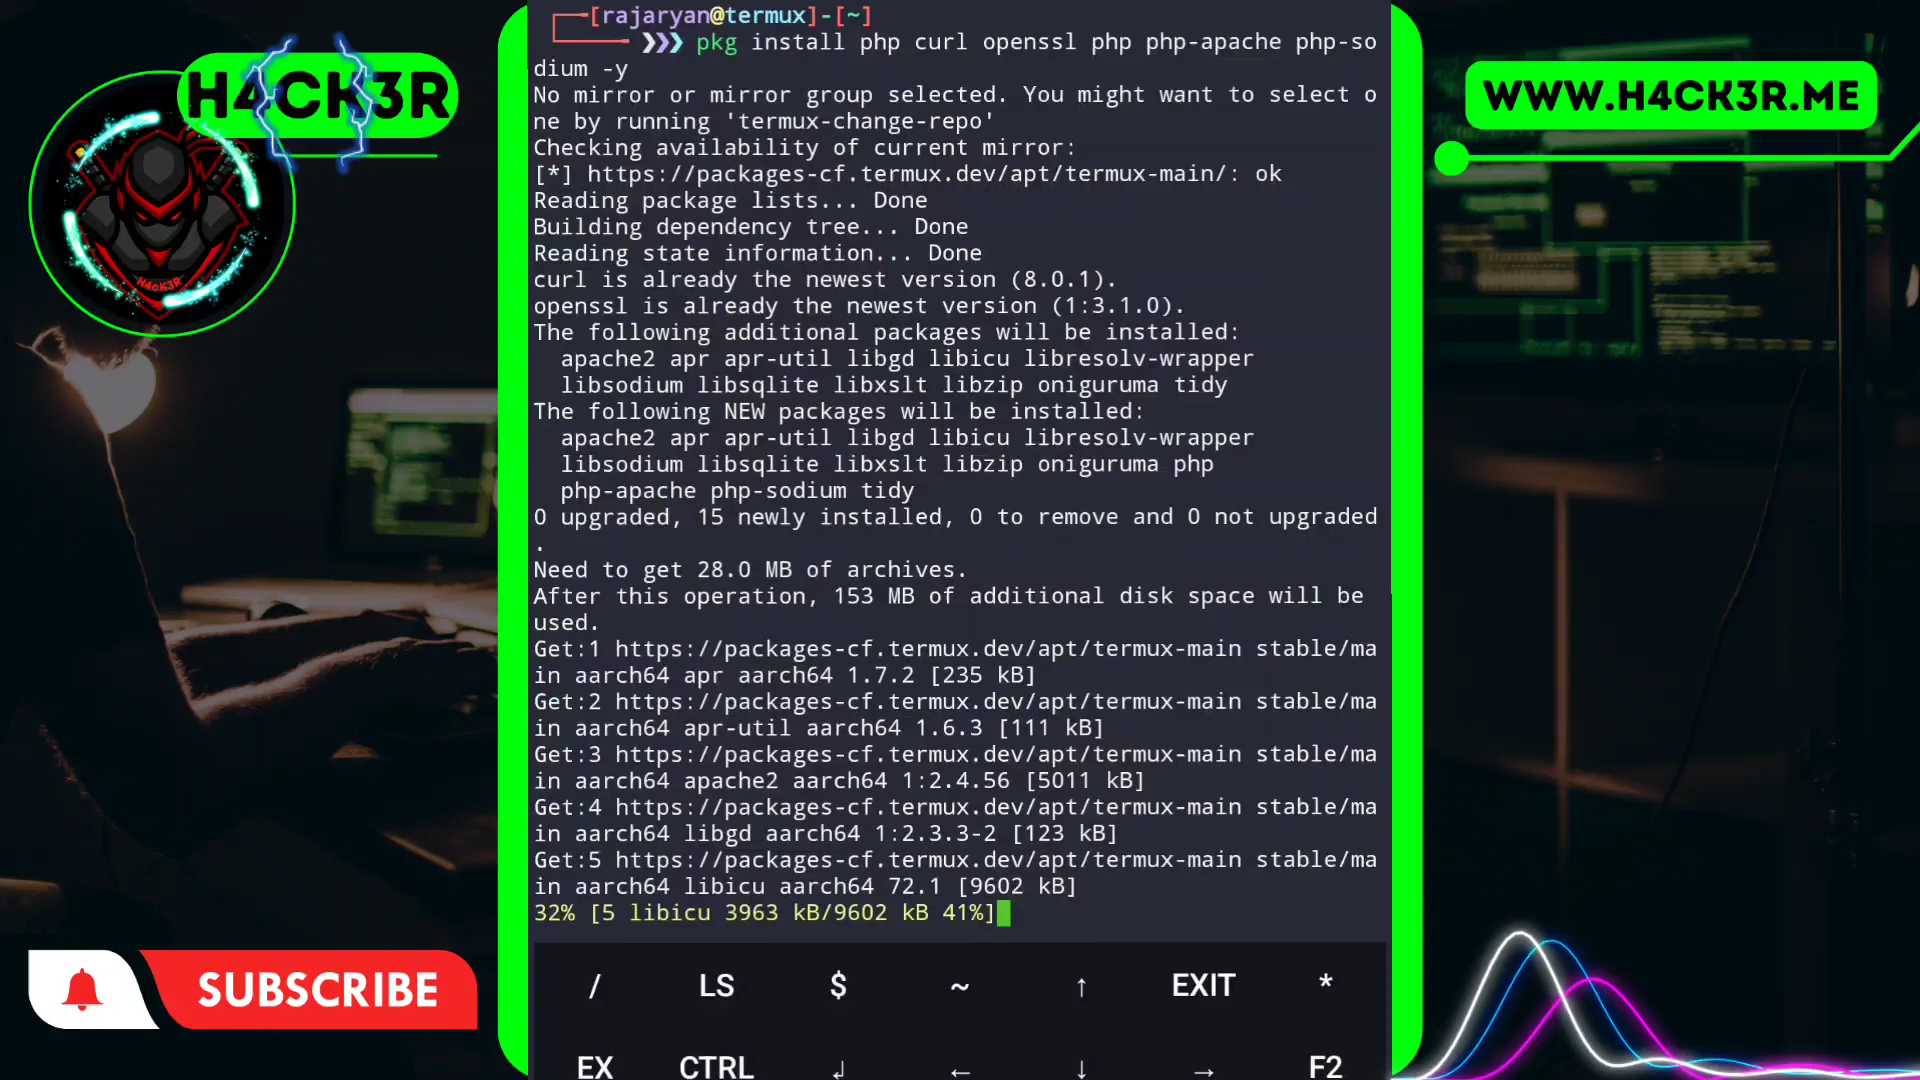 H4CK3R
H4CK3R
WWW.H4CK3R.ME
[rajaryan@termux]-[~]
❯❯❯ pkg install php curl openssl php php-apache php-so
dium -y
No mirror or mirror group selected. You might want to select o
ne by running 'termux-change-repo'
Checking availability of current mirror:
[*] https://packages-cf.termux.dev/apt/termux-main/: ok
Reading package lists... Done
Building dependency tree... Done
Reading state information... Done
curl is already the newest version (8.0.1).
openssl is already the newest version (1:3.1.0).
The following additional packages will be installed:
apache2 apr apr-util libgd libicu libresolv-wrapper
libsodium libsqlite libxslt libzip oniguruma tidy
The following NEW packages will be installed:
apache2 apr apr-util libgd libicu libresolv-wrapper
libsodium libsqlite libxslt libzip oniguruma php
php-apache php-sodium tidy
0 upgraded, 15 newly installed, 0 to remove and 0 not upgraded
.
Need to get 28.0 MB of archives.
After this operation, 153 MB of additional disk space will be
used.
Get:1 https://packages-cf.termux.dev/apt/termux-main stable/ma
in aarch64 apr aarch64 1.7.2 [235 kB]
Get:2 https://packages-cf.termux.dev/apt/termux-main stable/ma
in aarch64 apr-util aarch64 1.6.3 [111 kB]
Get:3 https://packages-cf.termux.dev/apt/termux-main stable/ma
in aarch64 apache2 aarch64 1:2.4.56 [5011 kB]
Get:4 https://packages-cf.termux.dev/apt/termux-main stable/ma
in aarch64 libgd aarch64 1:2.3.3-2 [123 kB]
Get:5 https://packages-cf.termux.dev/apt/termux-main stable/ma
in aarch64 libicu aarch64 72.1 [9602 kB]
32% [5 libicu 3963 kB/9602 kB 41%]
/ LS $ ~ ↑ EXIT *
EX CTRL ↲ ← ↓ → F2
SUBSCRIBE